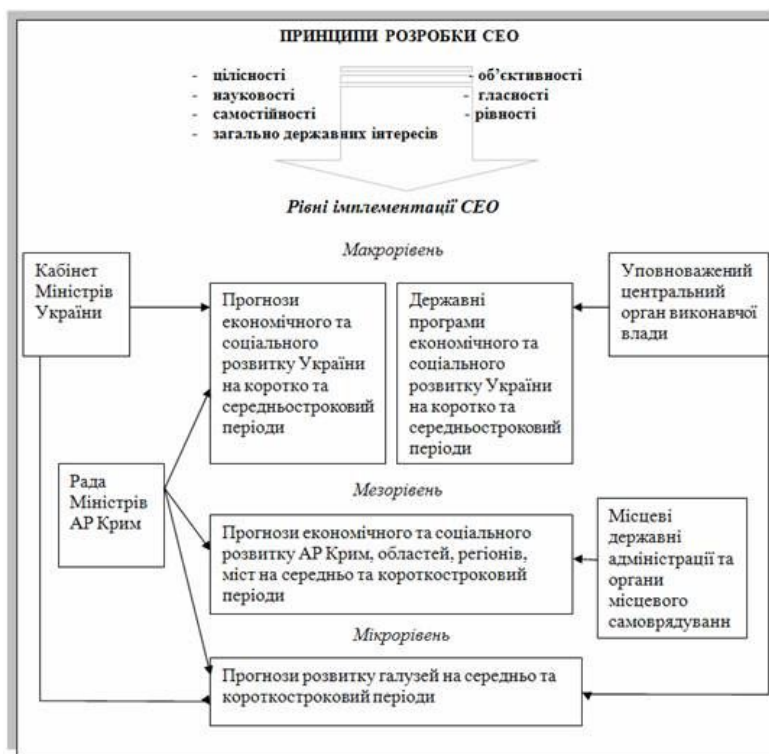 ПРИНЦИПИ РОЗРОБКИ СЕО
- цілісності
- науковості
- самостійності
- загально державних інтересів
- об’єктивності
- гласності
- рівності
Рівні імплементації СЕО
Макрорівень
Кабінет
Міністрів
України
Прогнози
економічного та
соціального
розвитку України
на коротко та
середньостроковий
періоди
Державні
програми
економічного та
соціального
розвитку України
на коротко та
середньостроковий
періоди
Уповноважений
центральний
орган виконавчої
влади
Рада
Міністрів
АР Крим
Мезорівень
Прогнози економічного та соціального
розвитку АР Крим, областей, регіонів,
міст на середньо та короткостроковий
періоди
Місцеві
державні
адміністрації та
органи
місцевого
самоврядуванн
Мікрорівень
Прогнози розвитку галузей на середньо та
короткостроковий періоди